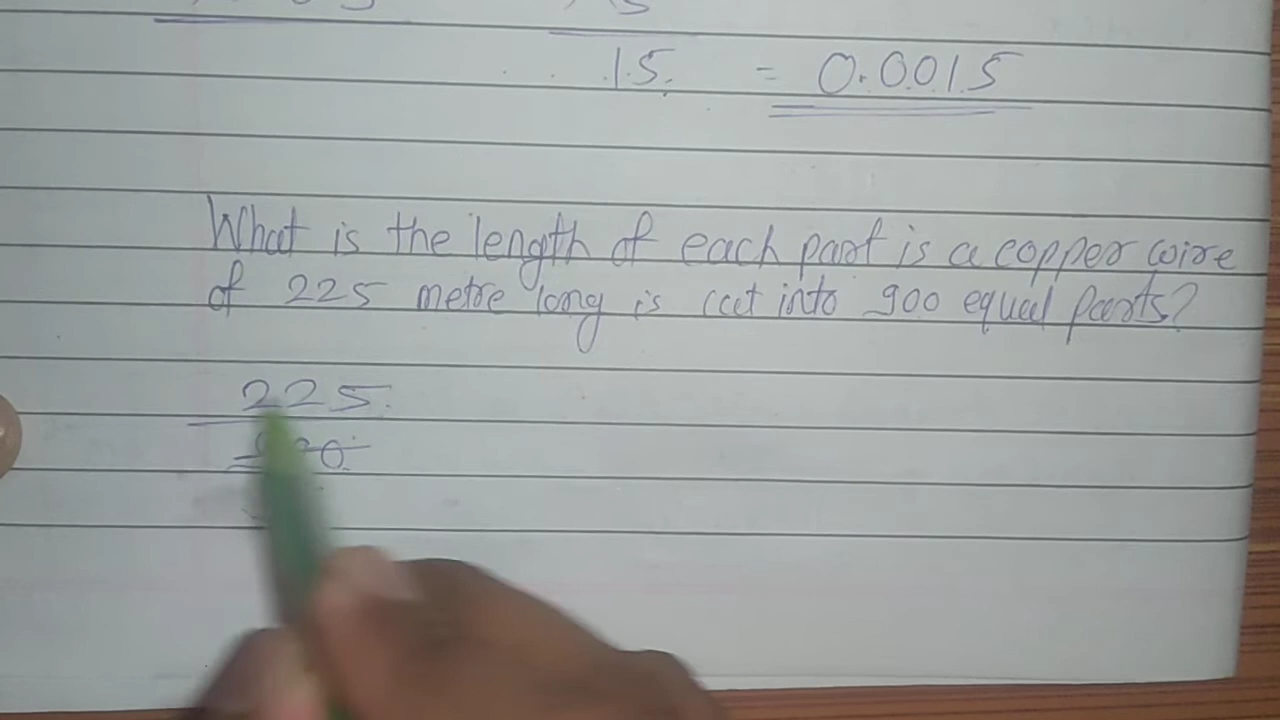 .15. = 0.0015
What is the length of each part is a copper wire
of 225 metre long is cut into 900 equal parts?
225